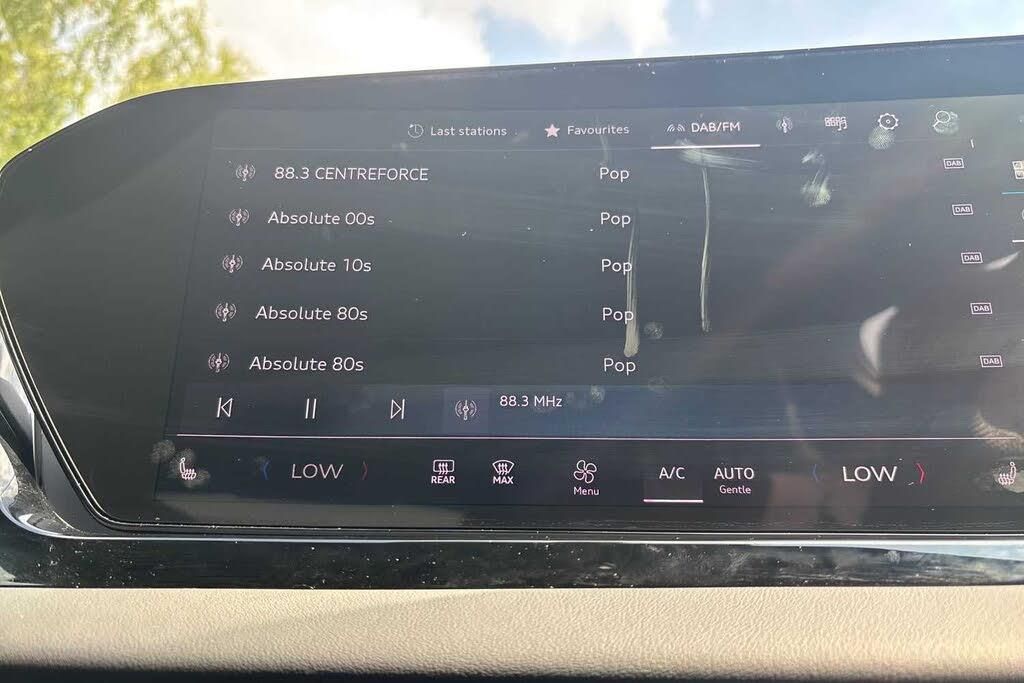 Last stations Favourites DAB/FM
88.3 CENTREFORCE Pop DAB
Absolute 00s Pop DAB
Absolute 10s Pop DAB
Absolute 80s Pop DAB
Absolute 80s Pop DAB
88.3 MHz
LOW REAR MAX Menu A/C AUTO Gentle LOW